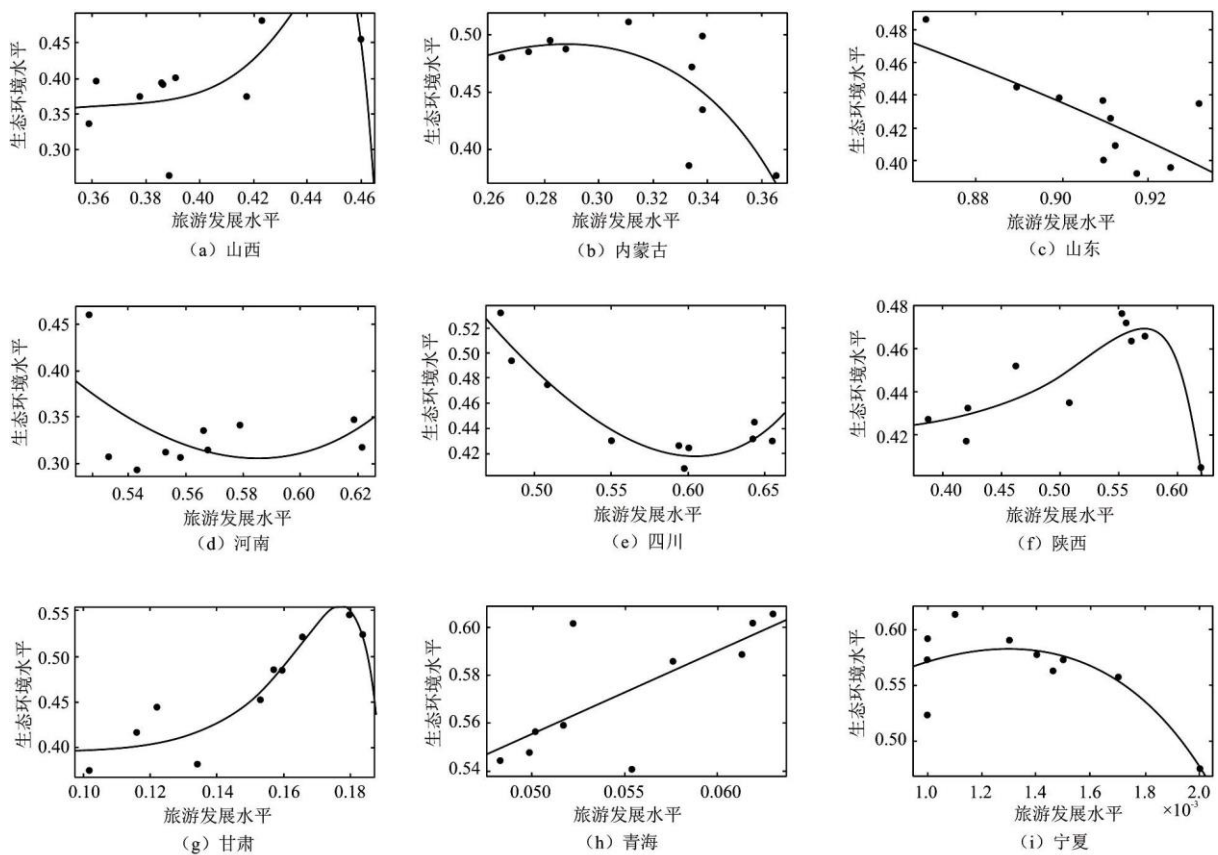 生态环境水平
0.45
0.40
0.35
0.30
0.36 0.38 0.40 0.42 0.44 0.46
旅游发展水平
(a) 山西
生态环境水平
0.50
0.45
0.40
0.26 0.28 0.30 0.32 0.34 0.36
旅游发展水平
(b) 内蒙古
生态环境水平
0.48
0.46
0.44
0.42
0.40
0.88 0.90 0.92
旅游发展水平
(c) 山东
生态环境水平
0.45
0.40
0.35
0.30
0.54 0.56 0.58 0.60 0.62
旅游发展水平
(d) 河南
生态环境水平
0.52
0.50
0.48
0.46
0.44
0.42
0.50 0.55 0.60 0.65
旅游发展水平
(e) 四川
生态环境水平
0.48
0.46
0.44
0.42
0.40 0.45 0.50 0.55 0.60
旅游发展水平
(f) 陕西
生态环境水平
0.55
0.50
0.45
0.40
0.10 0.12 0.14 0.16 0.18
旅游发展水平
(g) 甘肃
生态环境水平
0.60
0.58
0.56
0.54
0.050 0.055 0.060
旅游发展水平
(h) 青海
生态环境水平
0.60
0.55
0.50
1.0 1.2 1.4 1.6 1.8 2.0
旅游发展水平 ×10⁻³
(i) 宁夏